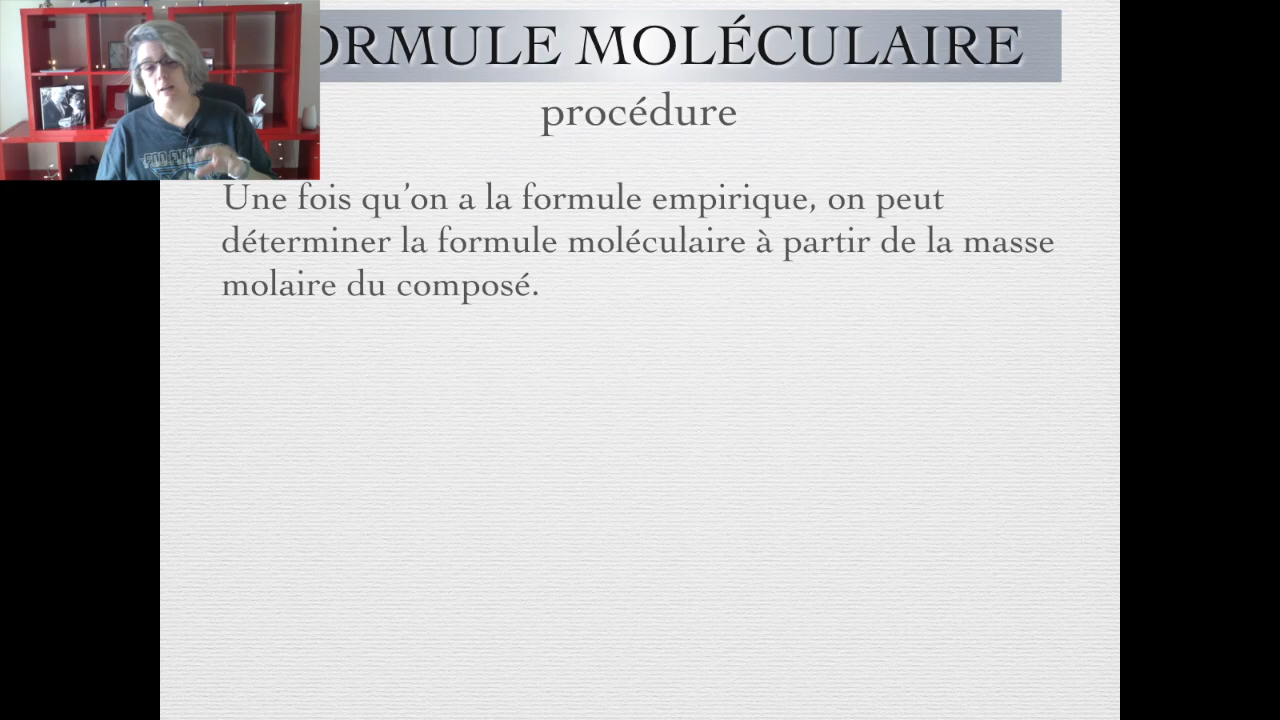 ORMULE MOLÉCULAIRE
procédure
Une fois qu’on a la formule empirique, on peut
déterminer la formule moléculaire à partir de la masse
molaire du composé.